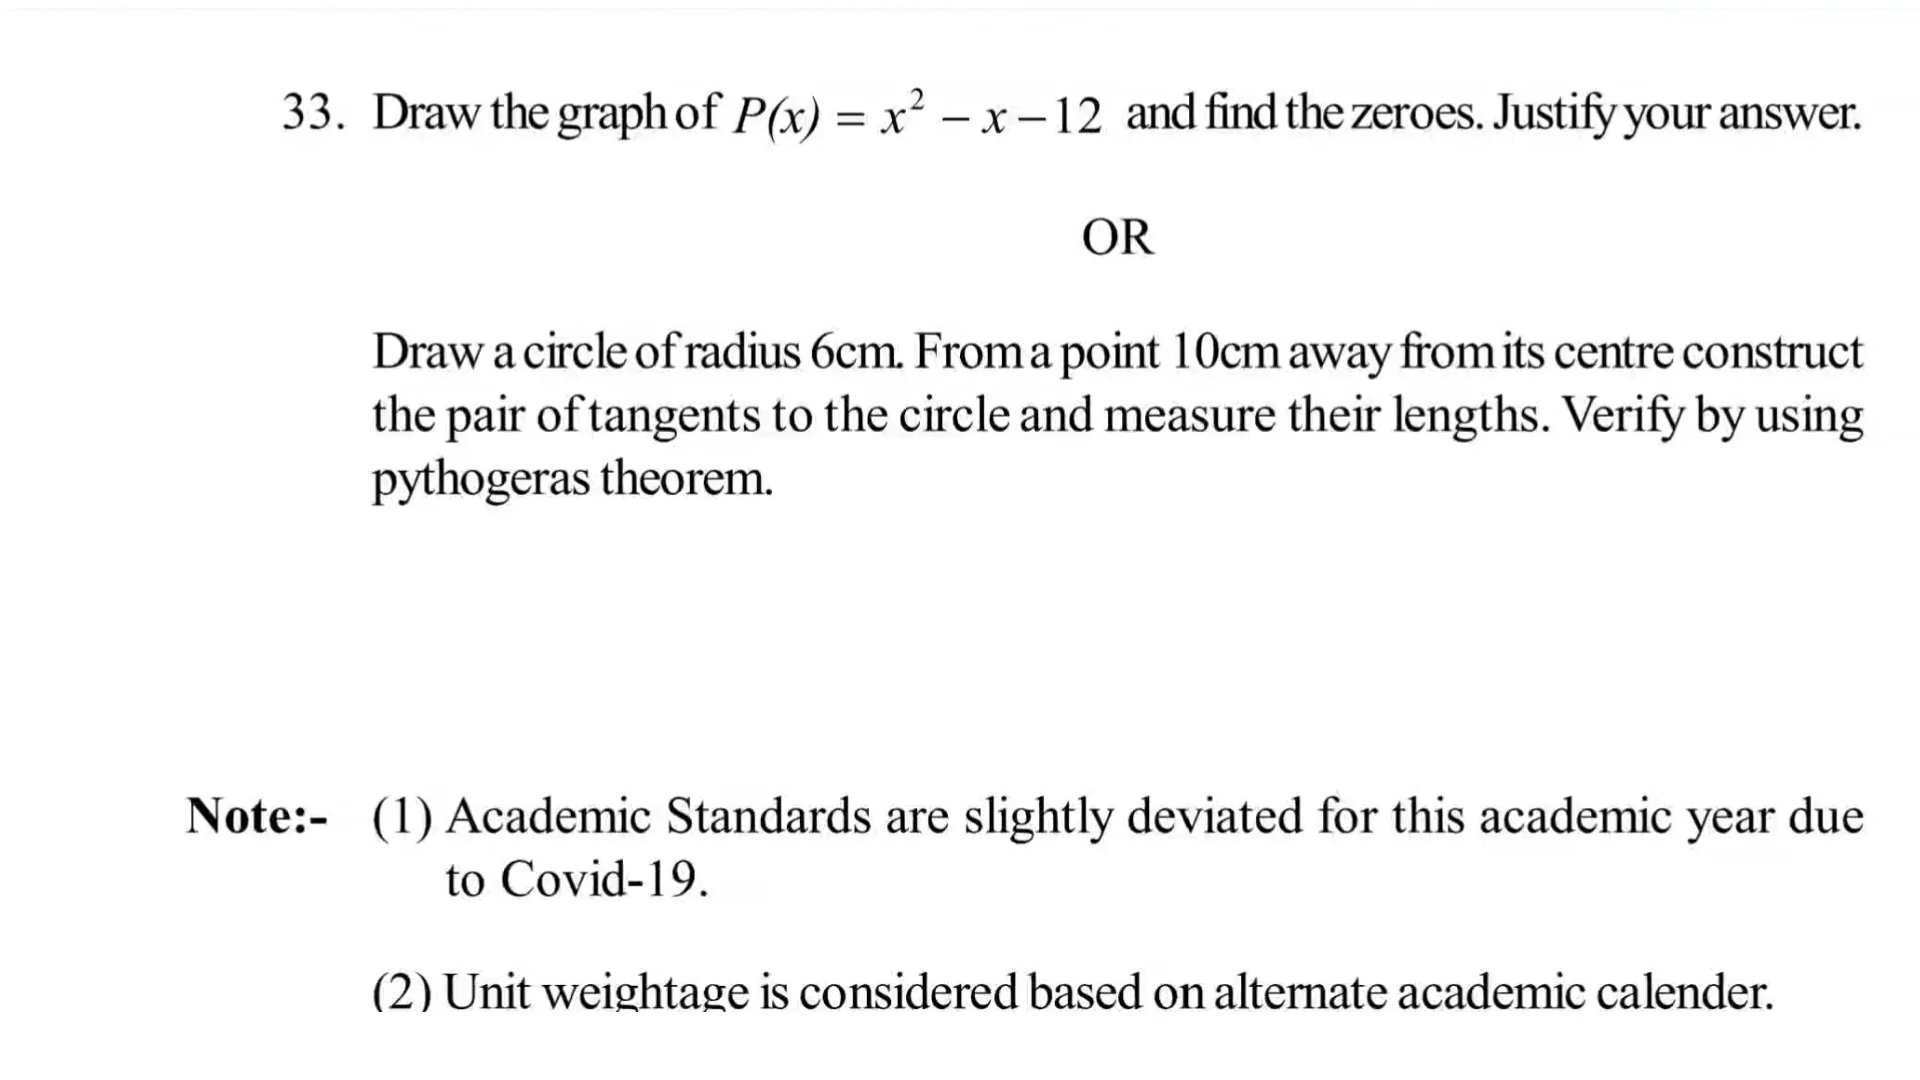 33. Draw the graph of P(x) = x² – x – 12 and find the zeroes. Justify your answer.
OR
Draw a circle of radius 6cm. From a point 10cm away from its centre construct
the pair of tangents to the circle and measure their lengths. Verify by using
pythogeras theorem.
Note:- (1) Academic Standards are slightly deviated for this academic year due
to Covid-19.
(2) Unit weightage is considered based on alternate academic calender.